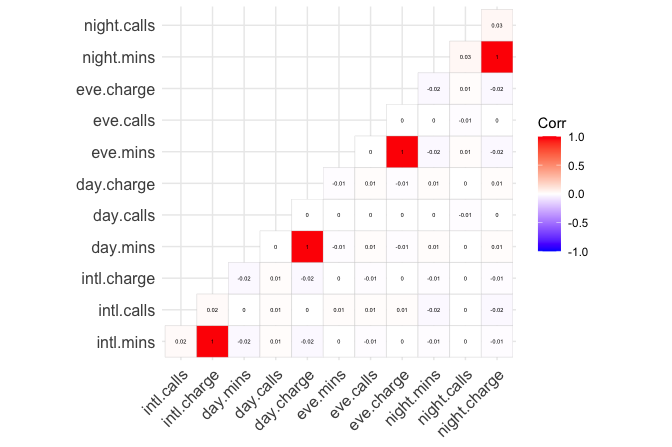 night.calls 0.03
night.mins 0.03 1
eve.charge -0.02 0.01 -0.02
eve.calls 0 0 -0.01 0
eve.mins 0 1 -0.02 0.01 -0.02
day.charge -0.01 0.01 -0.01 0.01 0 0.01
day.calls 0 0 0 0 0 -0.01 0
day.mins 0 1 -0.01 0.01 -0.01 0.01 0 0.01
intl.charge -0.02 0.01 -0.02 0 -0.01 0 -0.01 0 -0.01
intl.calls 0.02 0 0.01 0 0.01 0.01 0.01 -0.02 0 -0.02
intl.mins 0.02 1 -0.02 0.01 -0.02 0 -0.01 0 -0.01 0 -0.01
intl.calls
intl.charge
day.mins
day.calls
day.charge
eve.mins
eve.calls
eve.charge
night.mins
night.calls
night.charge
Corr
1.0
0.5
0.0
-0.5
-1.0